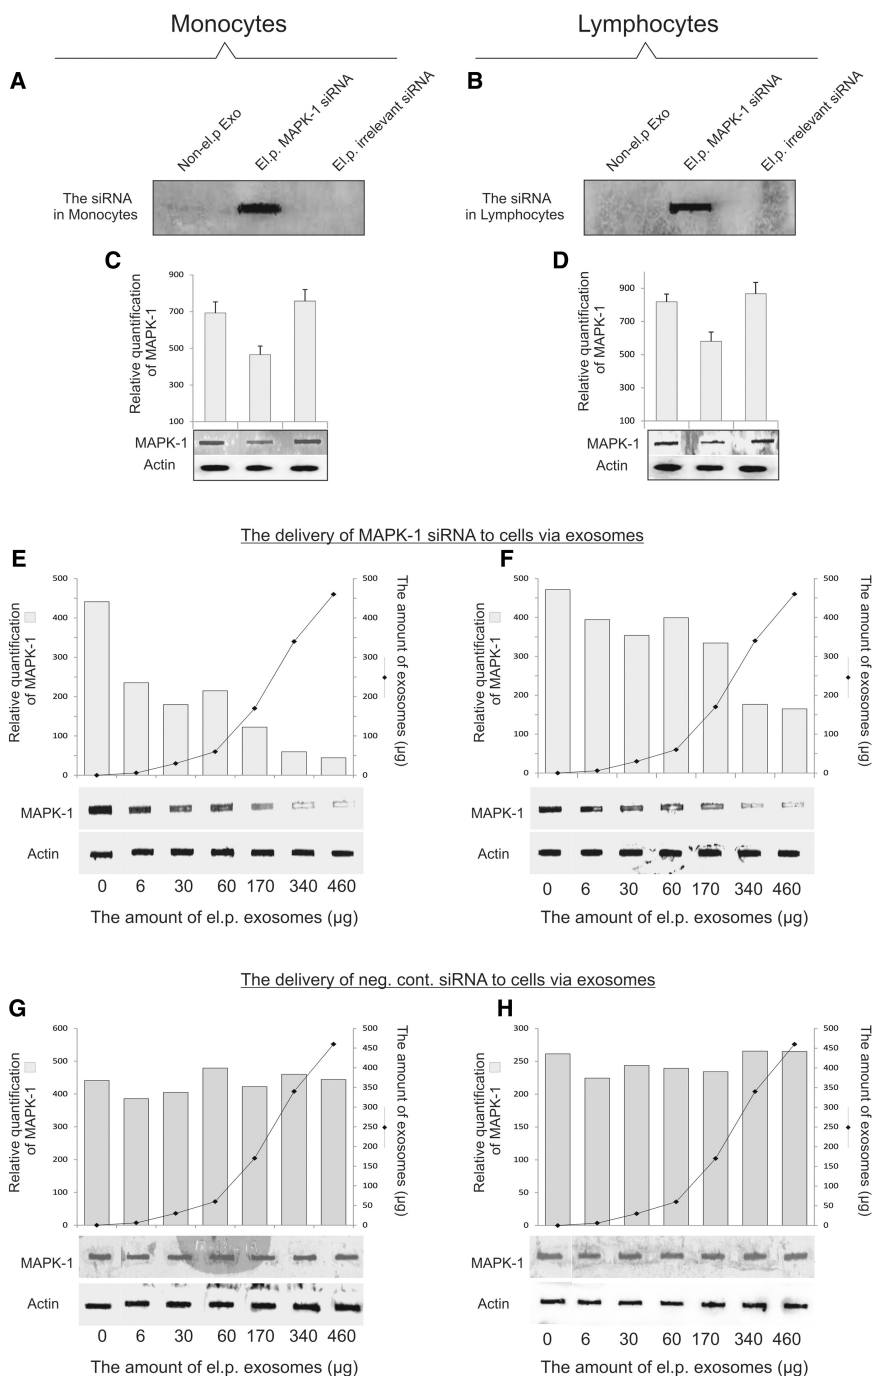 Monocytes
Lymphocytes
A
Non-el.p Exo
El.p. MAPK-1 siRNA
El.p. irrelevant siRNA
The siRNA
in Monocytes
B
Non-el.p Exo
El.p. MAPK-1 siRNA
El.p. irrelevant siRNA
The siRNA
in Lymphocytes
C
Relative quantification
of MAPK-1
900
700
500
300
100
MAPK-1
Actin
D
Relative quantification
of MAPK-1
900
700
500
300
100
MAPK-1
Actin
The delivery of MAPK-1 siRNA to cells via exosomes
E
Relative quantification
of MAPK-1
500
400
300
200
100
0
500
400
300
200
100
0
The amount of exosomes (µg)
MAPK-1
Actin
0 6 30 60 170 340 460
The amount of el.p. exosomes (µg)
F
Relative quantification
of MAPK-1
500
400
300
200
100
0
500
400
300
200
100
0
The amount of exosomes (µg)
MAPK-1
Actin
0 6 30 60 170 340 460
The amount of el.p. exosomes (µg)
The delivery of neg. cont. siRNA to cells via exosomes
G
Relative quantification
of MAPK-1
600
500
400
300
200
100
0
500
450
400
350
300
250
200
150
100
50
0
The amount of exosomes (µg)
MAPK-1
Actin
0 6 30 60 170 340 460
The amount of el.p. exosomes (µg)
H
Relative quantification
of MAPK-1
300
250
200
150
100
50
0
500
450
400
350
300
250
200
150
100
50
0
The amount of exosomes (µg)
MAPK-1
Actin
0 6 30 60 170 340 460
The amount of el.p. exosomes (µg)